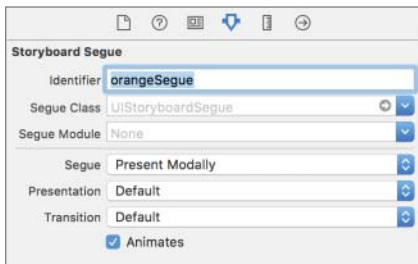 Storyboard Segue
Identifier orangeSegue
Segue Class UIStoryboardSegue
Segue Module None
Segue Present Modally
Presentation Default
Transition Default
Animates